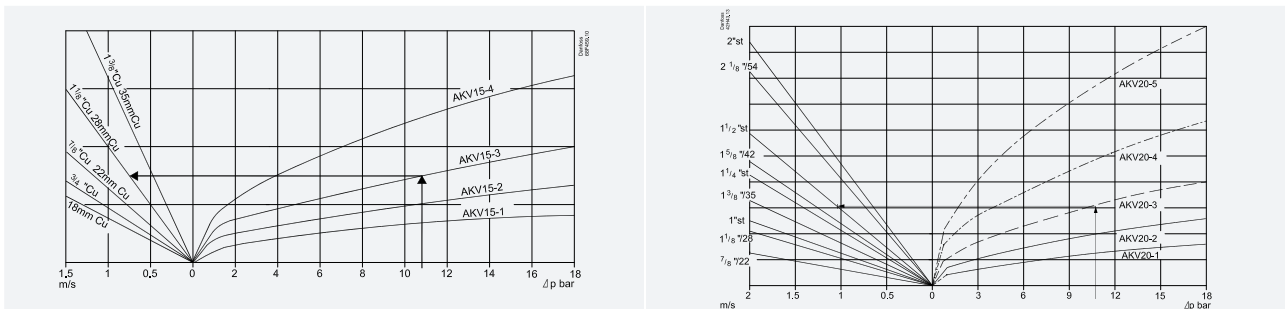 1 3/8"Cu 35mmCu
1 1/8"Cu 28mmCu
7/8"Cu 22mm Cu
3/4 "Cu
18mm Cu
AKV15-4
AKV15-3
AKV15-2
AKV15-1
1.5 1 0.5 0 2 4 6 8 10 12 14 16 18
m/s Δp bar
Danfoss
2"st
2 1/8 "/54
1 1/2 "st
1 5/8 "/42
1 1/4 "st
1 3/8 "/35
1"st
1 1/8 "/28
7/8 "/22
AKV20-5
AKV20-4
AKV20-3
AKV20-2
AKV20-1
2 1.5 1 0.5 0 3 6 9 12 15 18
m/s Δp bar
Danfoss